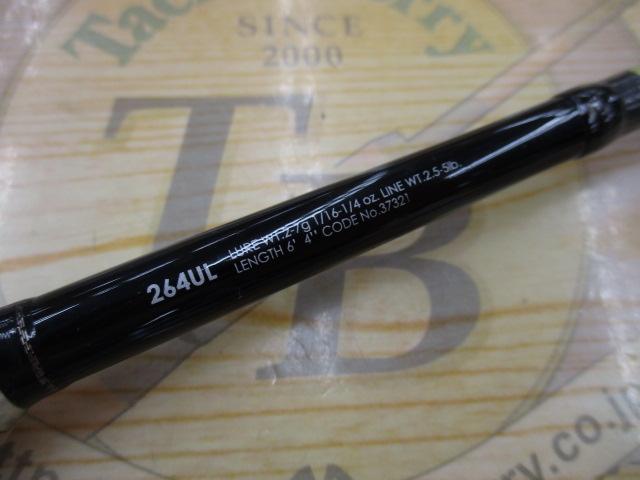 SINCE
2000
TB
264UL
LURE WT.2-7g 1/16-1/4 oz. LINE WT.2.5-5lb.
LENGTH 6' 4" CODE No.37321